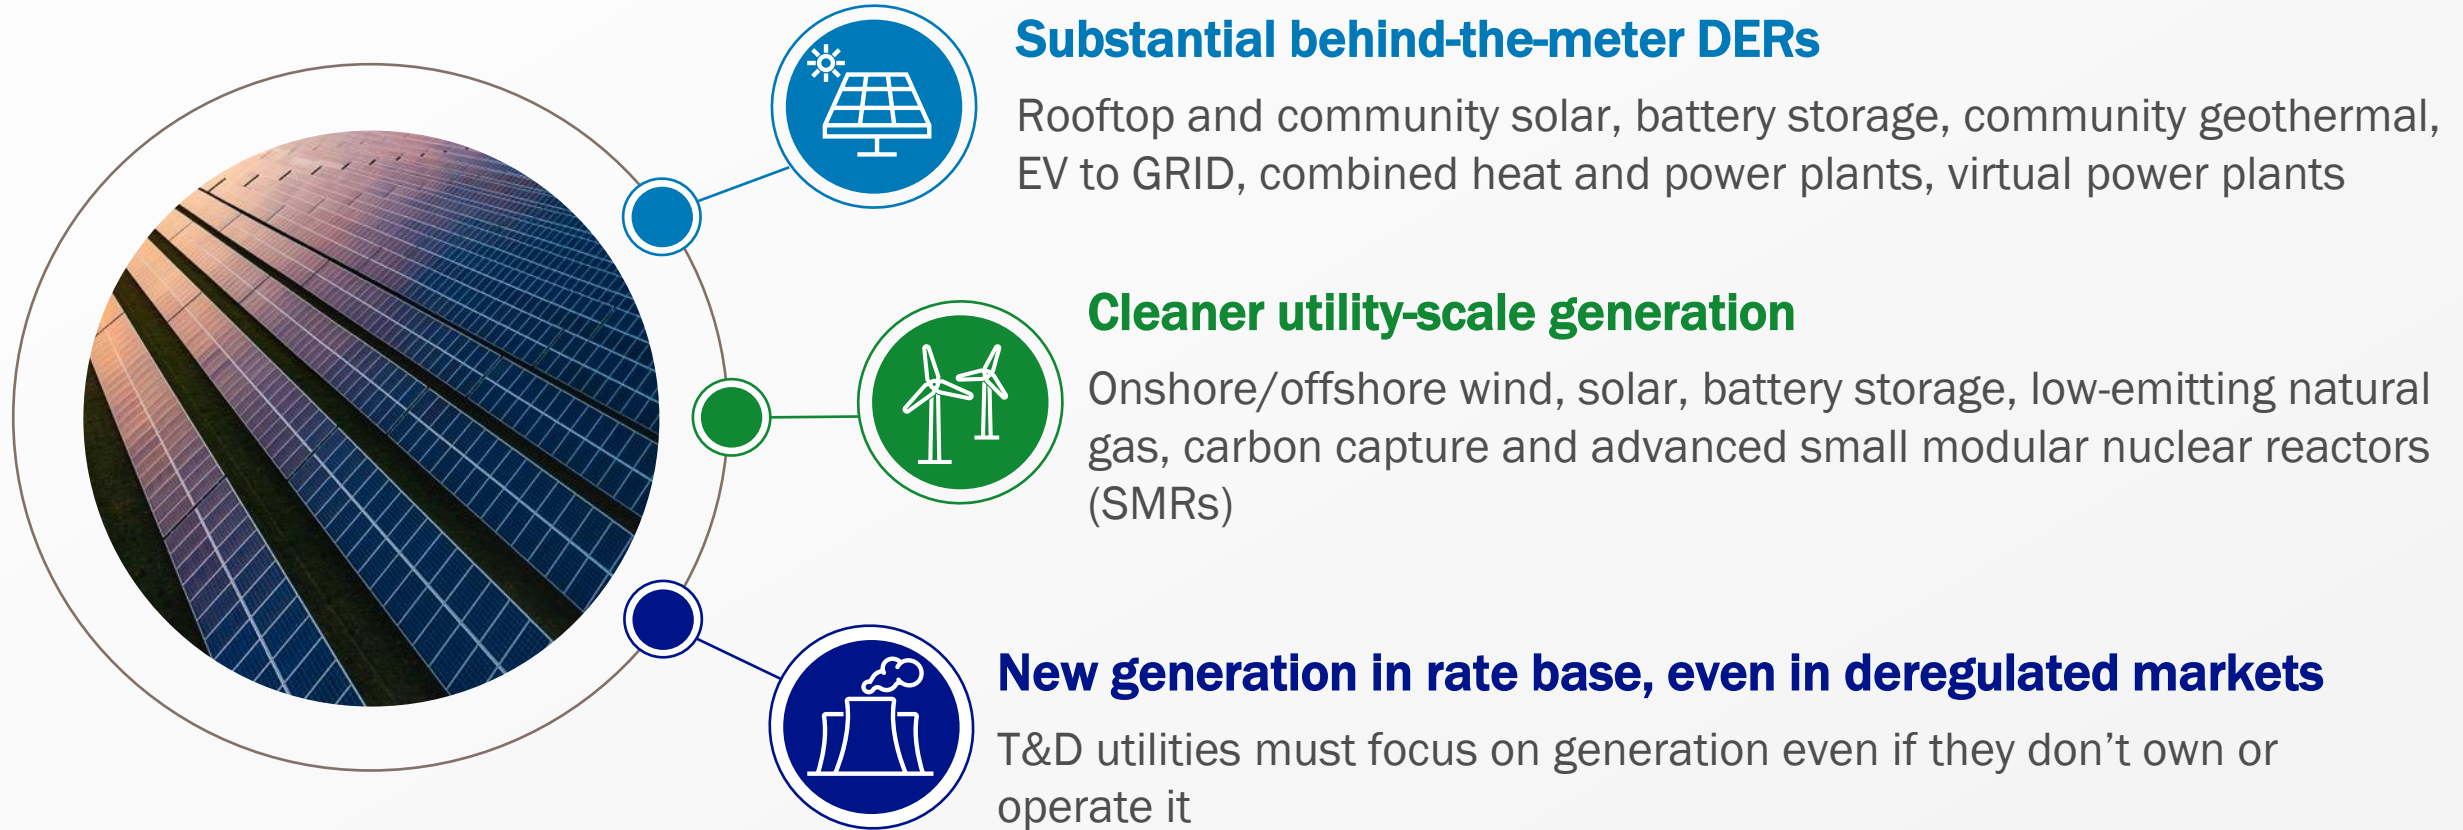 Substantial behind-the-meter DERs
Rooftop and community solar, battery storage, community geothermal,
EV to GRID, combined heat and power plants, virtual power plants
Cleaner utility-scale generation
Onshore/offshore wind, solar, battery storage, low-emitting natural
gas, carbon capture and advanced small modular nuclear reactors
(SMRs)
New generation in rate base, even in deregulated markets
T&D utilities must focus on generation even if they don’t own or
operate it